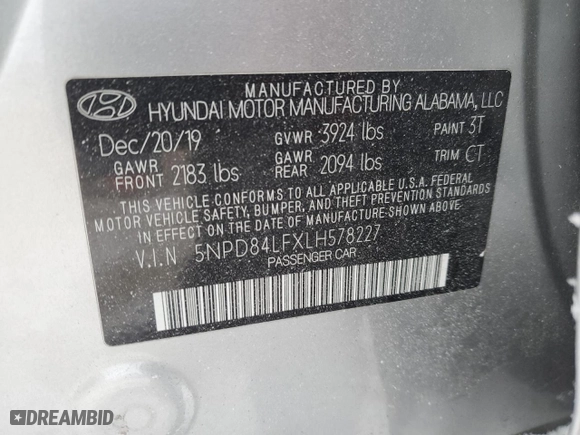 MANUFACTURED BY
HYUNDAI MOTOR MANUFACTURING ALABAMA, LLC
Dec/20/19 GVWR 3924 lbs PAINT 3T
GAWR FRONT 2183 lbs GAWR REAR 2094 lbs TRIM CT
THIS VEHICLE CONFORMS TO ALL APPLICABLE U.S.A. FEDERAL
MOTOR VEHICLE SAFETY, BUMPER, AND THEFT PREVENTION STANDARDS
IN EFFECT ON THE DATE OF MANUFACTURE SHOWN ABOVE.
V.I.N 5NPD84LFXLH578227
PASSENGER CAR
DREAMBID